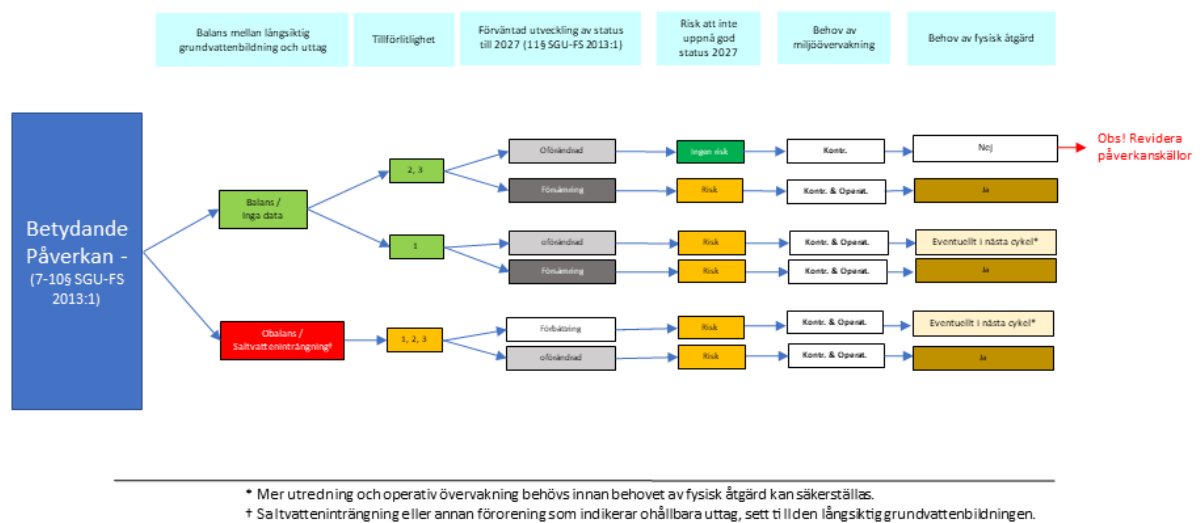 Balans mellan långsiktig
grundvattenbildning och uttag
Tillförlitlighet
Förväntad utveckling av status
till 2027 (11§ SGU-FS 2013:1)
Risk att inte
uppnå god
status 2027
Behov av
miljöövervakning
Behov av fysisk åtgärd
Betydande
Påverkan -
(7-10§ SGU-FS
2013:1)
Balans /
Inga data
2, 3
Oförändrad
Ingen risk
Kontr.
Nej
Obs! Revidera
påverkanskällor
Försämring
Risk
Kontr. & Operat.
Ja
1
oförändrad
Risk
Kontr. & Operat.
Eventuellt i nästa cykel*
Försämring
Risk
Kontr. & Operat.
Ja
Obalans /
Saltvatteninträngning†
1, 2, 3
Förbättring
Risk
Kontr. & Operat.
Eventuellt i nästa cykel*
oförändrad
Risk
Kontr. & Operat.
Ja
* Mer utredning och operativ övervakning behövs innan behovet av fysisk åtgärd kan säkerställas.
† Saltvatteninträngning eller annan förorening som indikerar ohållbara uttag, sett till den långsiktig grundvattenbildningen.